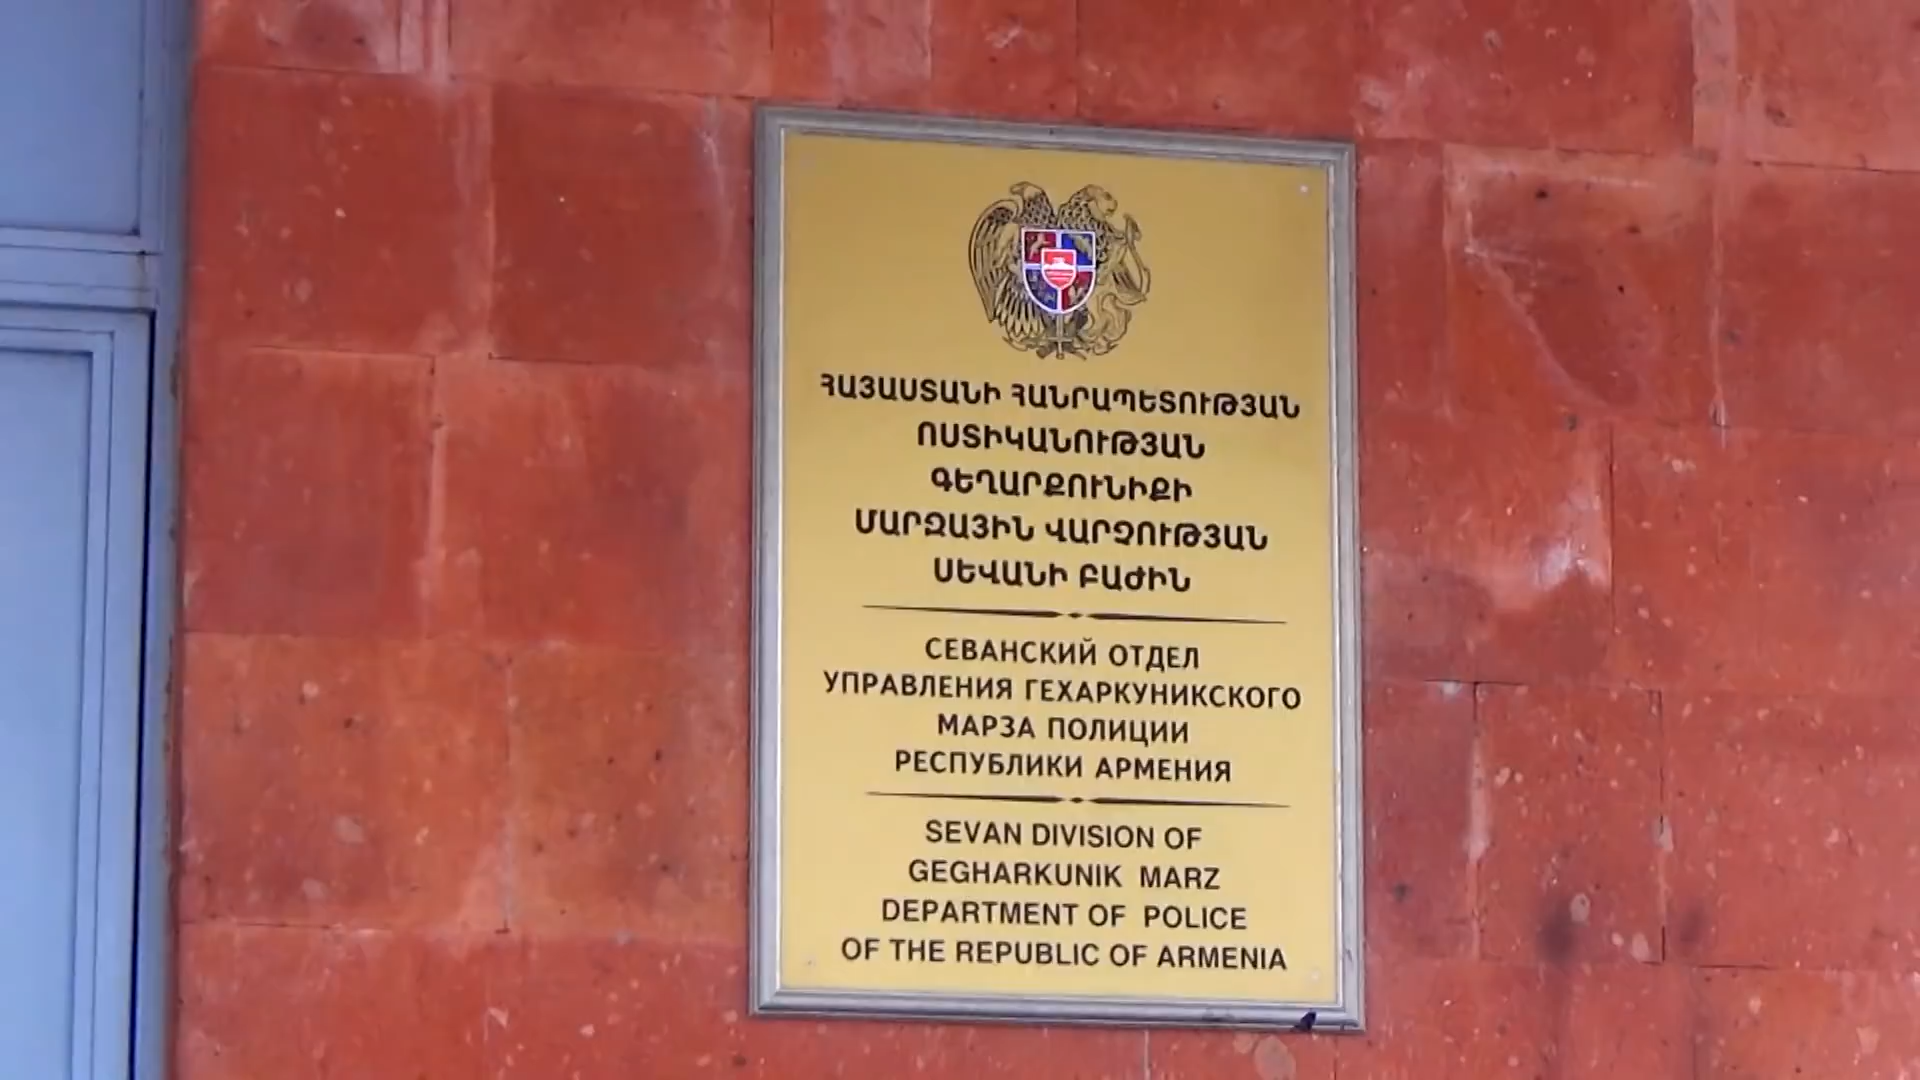 ՀԱՅԱՍՏԱՆԻ ՀԱՆՐԱՊԵՏՈՒԹՅԱՆ
ՈՍՏԻԿԱՆՈՒԹՅԱՆ
ԳԵՂԱՐՔՈՒՆԻՔԻ
ՄԱՐԶԱՅԻՆ ՎԱՐՉՈՒԹՅԱՆ
ՍԵՎԱՆԻ ԲԱԺԻՆ
СЕВАНСКИЙ ОТДЕЛ
УПРАВЛЕНИЯ ГЕХАРКУНИКСКОГО
МАРЗА ПОЛИЦИИ
РЕСПУБЛИКИ АРМЕНИЯ
SEVAN DIVISION OF
GEGHARKUNIK MARZ
DEPARTMENT OF POLICE
OF THE REPUBLIC OF ARMENIA